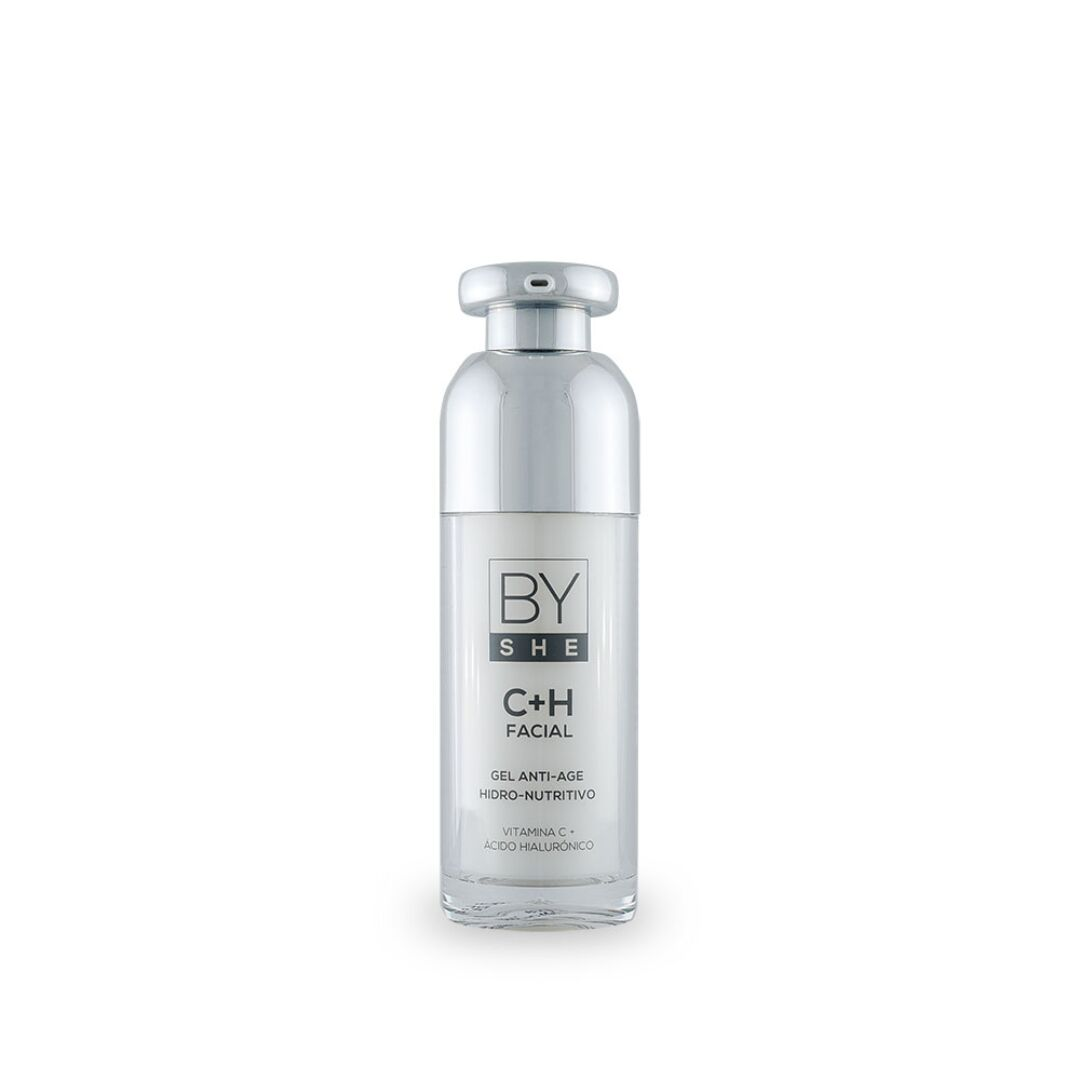 BY
SHE
C+H
FACIAL
GEL ANTI-AGE
HIDRO-NUTRITIVO
VITAMINA C +
ÁCIDO HIALURÓNICO